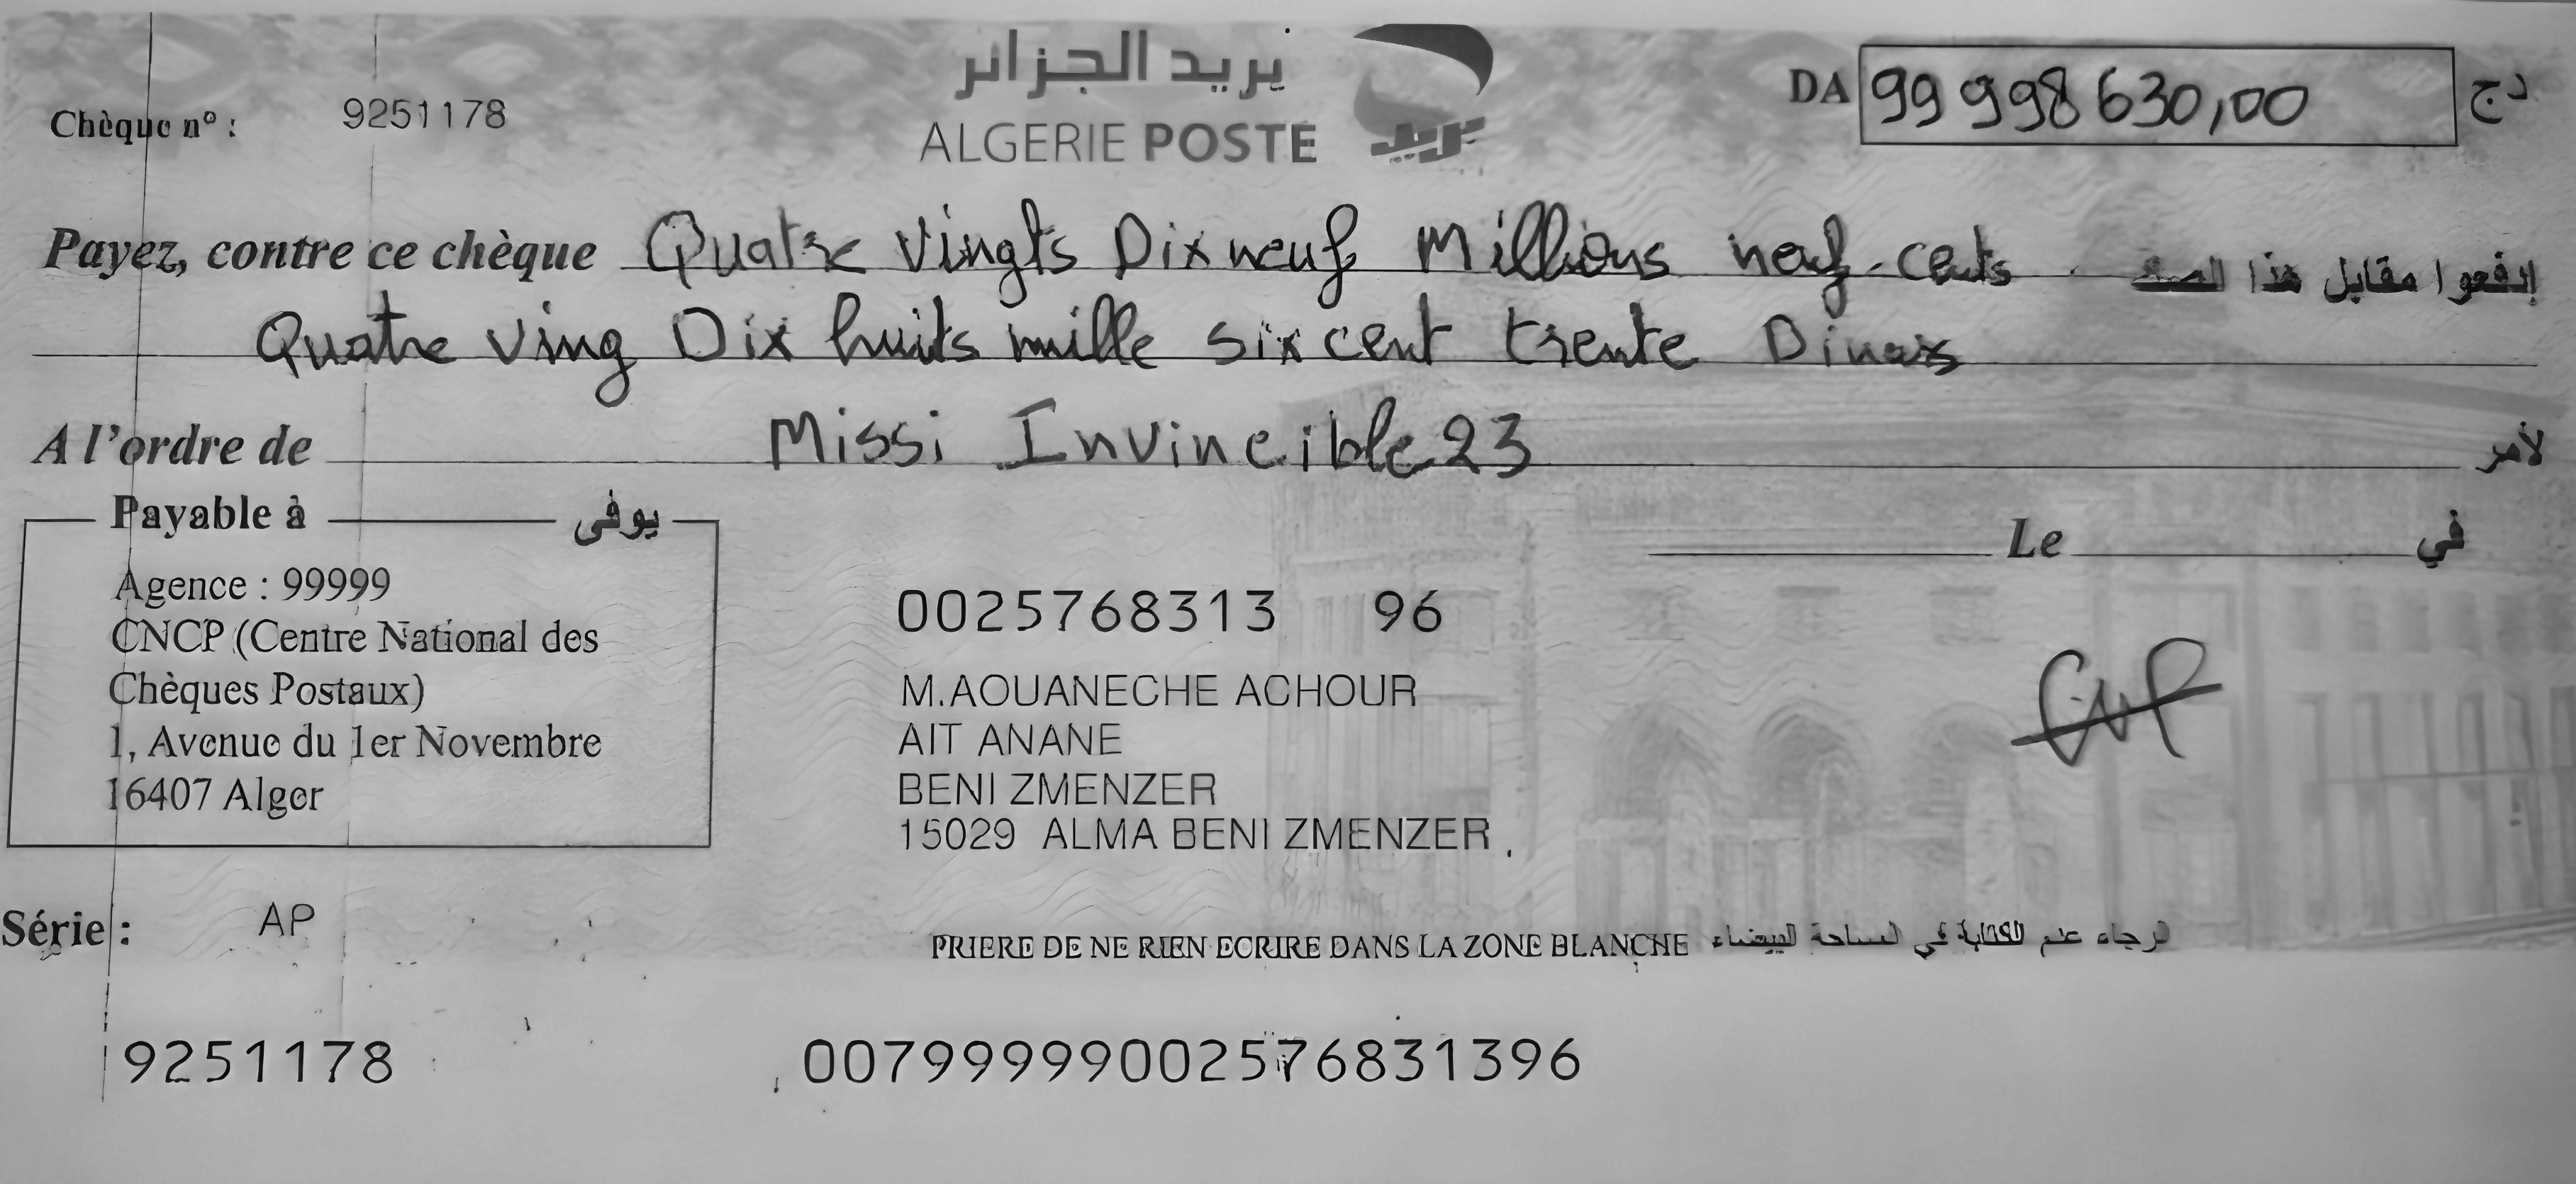 بريد الجزائر
ALGERIE POSTE
بريد
Chèque n° : 9251178
DA 99 998 630,00 دج
Payez, contre ce chèque Quatre Vingts Dix neuf Millions neuf cents إدفعوا مقابل هذا الصك
Quatre Ving Dix huits mille six cent trente Dinars
A l'ordre de Missi Invincible23 لأمر
Payable à يوفى
Le في
Agence : 99999
CNCP (Centre National des
Chèques Postaux)
1, Avenue du 1er Novembre
16407 Alger
0025768313 96
M.AOUANECHE ACHOUR
AIT ANANE
BENI ZMENZER
15029 ALMA BENI ZMENZER
Série : AP
PRIERE DE NE RIEN ECRIRE DANS LA ZONE BLANCHE الرجاء عدم الكتابة في المساحة البيضاء
9251178 00799999002576831396